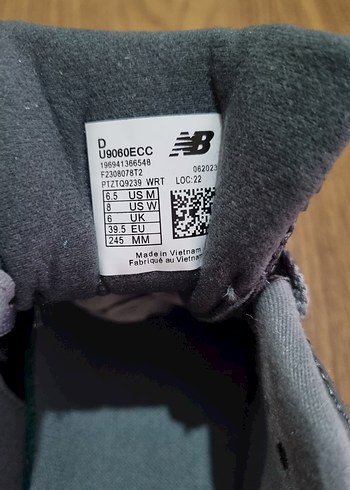 D
NB
U9060ECC
196941366548
F2308078T2
062023
PTZTQ9239 WRT LOC:22
6.5 US M
8 US W
6 UK
39.5 EU
245 MM
Made in Vietnam
Fabriqué au Vietnam